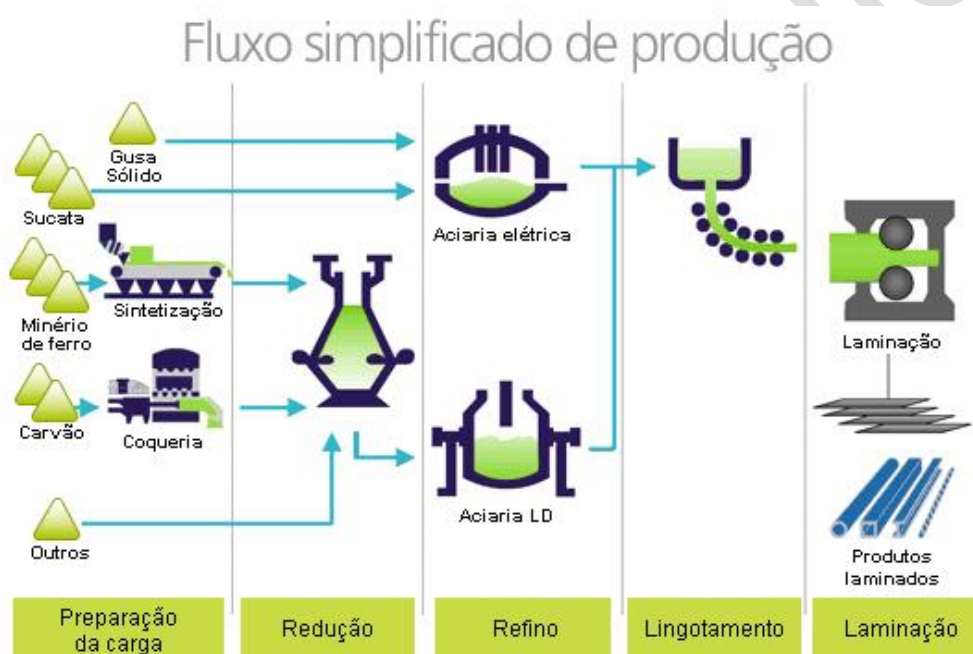 Fluxo simplificado de produção
Gusa
Sólido
Sucata
Aciaria elétrica
Sintetização
Minério
de ferro
Laminação
Carvão
Coqueria
Aciaria LD
Outros
Produtos
laminados
Preparação
da carga
Redução
Refino
Lingotamento
Laminação